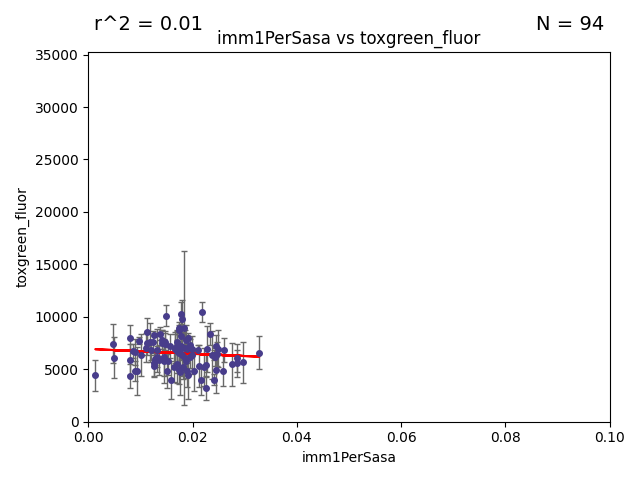 r^2 = 0.01
N = 94
imm1PerSasa vs toxgreen_fluor
toxgreen_fluor
35000
30000
25000
20000
15000
10000
5000
0
0.00 0.02 0.04 0.06 0.08 0.10
imm1PerSasa